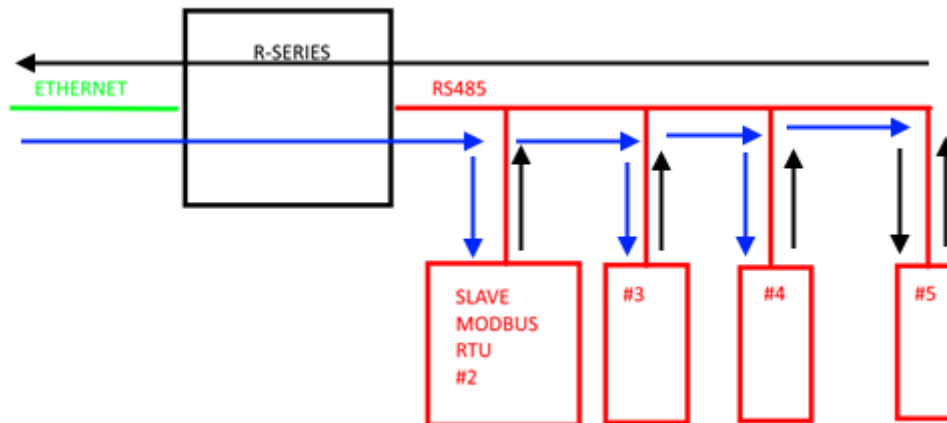 R-SERIES
ETHERNET
RS485
SLAVE
MODBUS
RTU
#2
#3
#4
#5